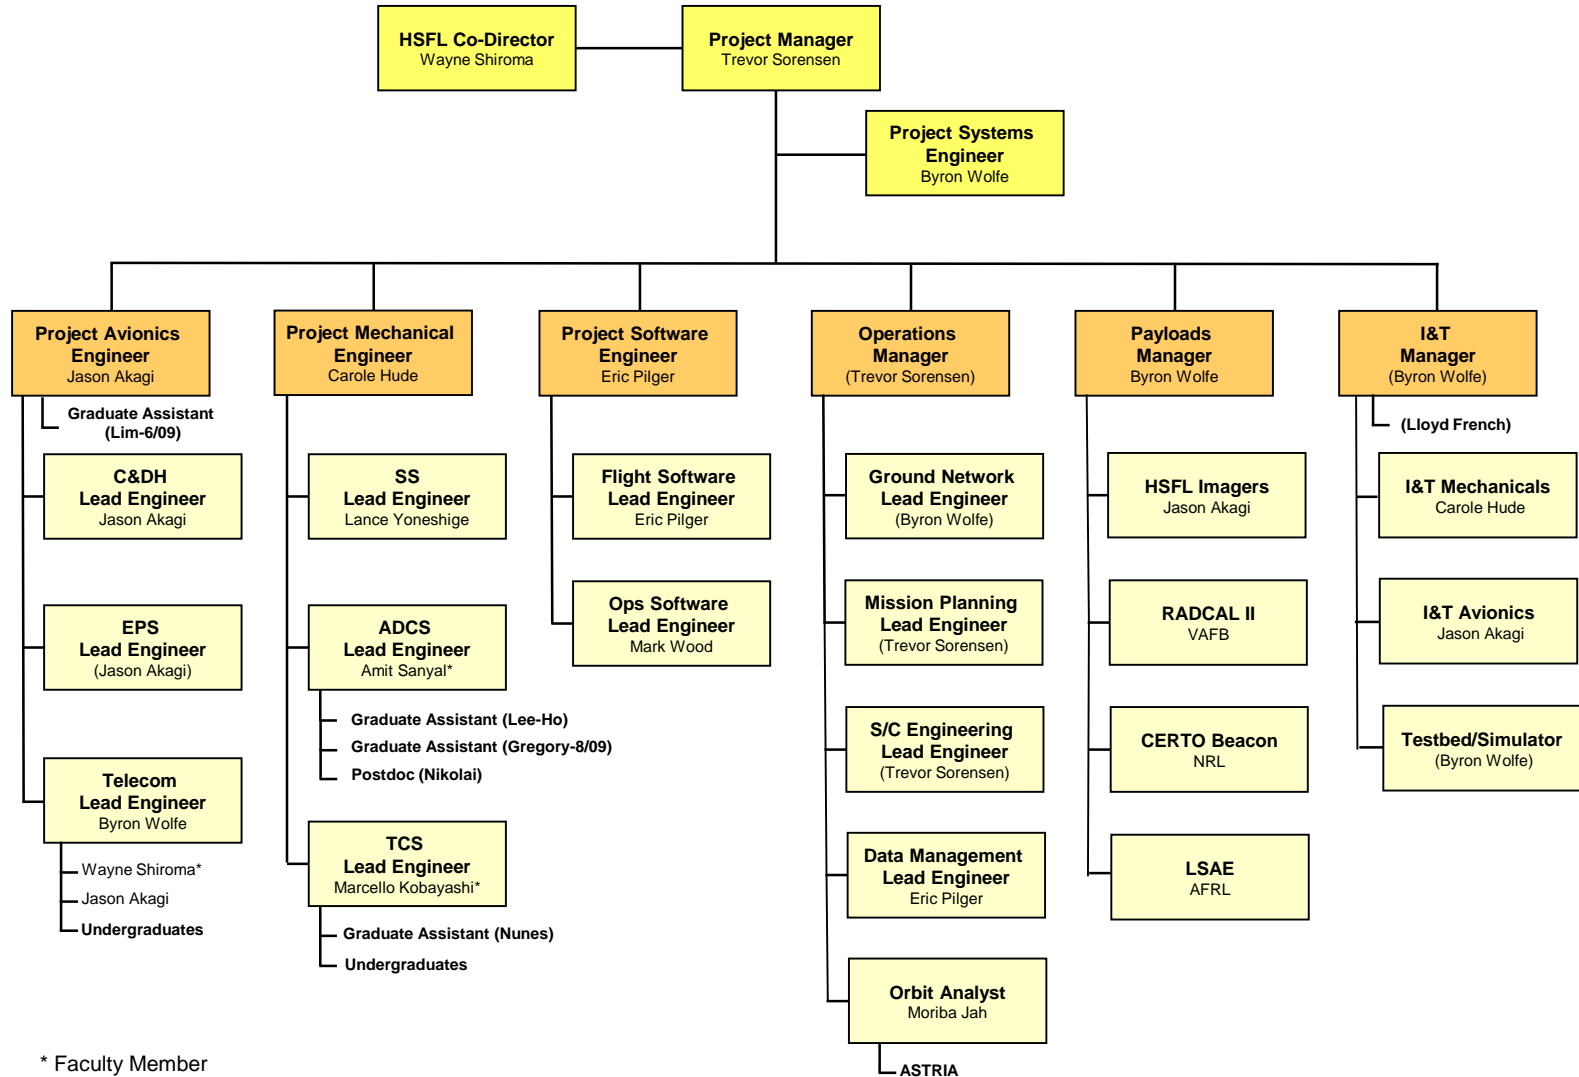 HSFL Co-Director
Wayne Shiroma
Project Manager
Trevor Sorensen
Project Systems
Engineer
Byron Wolfe
Project Avionics
Engineer
Jason Akagi
Graduate Assistant
(Lim-6/09)
C&DH
Lead Engineer
Jason Akagi
EPS
Lead Engineer
(Jason Akagi)
Telecom
Lead Engineer
Byron Wolfe
Wayne Shiroma*
Jason Akagi
Undergraduates
Project Mechanical
Engineer
Carole Hude
SS
Lead Engineer
Lance Yoneshige
ADCS
Lead Engineer
Amit Sanyal*
Graduate Assistant (Lee-Ho)
Graduate Assistant (Gregory-8/09)
Postdoc (Nikolai)
TCS
Lead Engineer
Marcello Kobayashi*
Graduate Assistant (Nunes)
Undergraduates
Project Software
Engineer
Eric Pilger
Flight Software
Lead Engineer
Eric Pilger
Ops Software
Lead Engineer
Mark Wood
Operations
Manager
(Trevor Sorensen)
Ground Network
Lead Engineer
(Byron Wolfe)
Mission Planning
Lead Engineer
(Trevor Sorensen)
S/C Engineering
Lead Engineer
(Trevor Sorensen)
Data Management
Lead Engineer
Eric Pilger
Orbit Analyst
Moriba Jah
ASTRIA
Payloads
Manager
Byron Wolfe
HSFL Imagers
Jason Akagi
RADCAL II
VAFB
CERTO Beacon
NRL
LSAE
AFRL
I&T
Manager
(Byron Wolfe)
(Lloyd French)
I&T Mechanicals
Carole Hude
I&T Avionics
Jason Akagi
Testbed/Simulator
(Byron Wolfe)
* Faculty Member